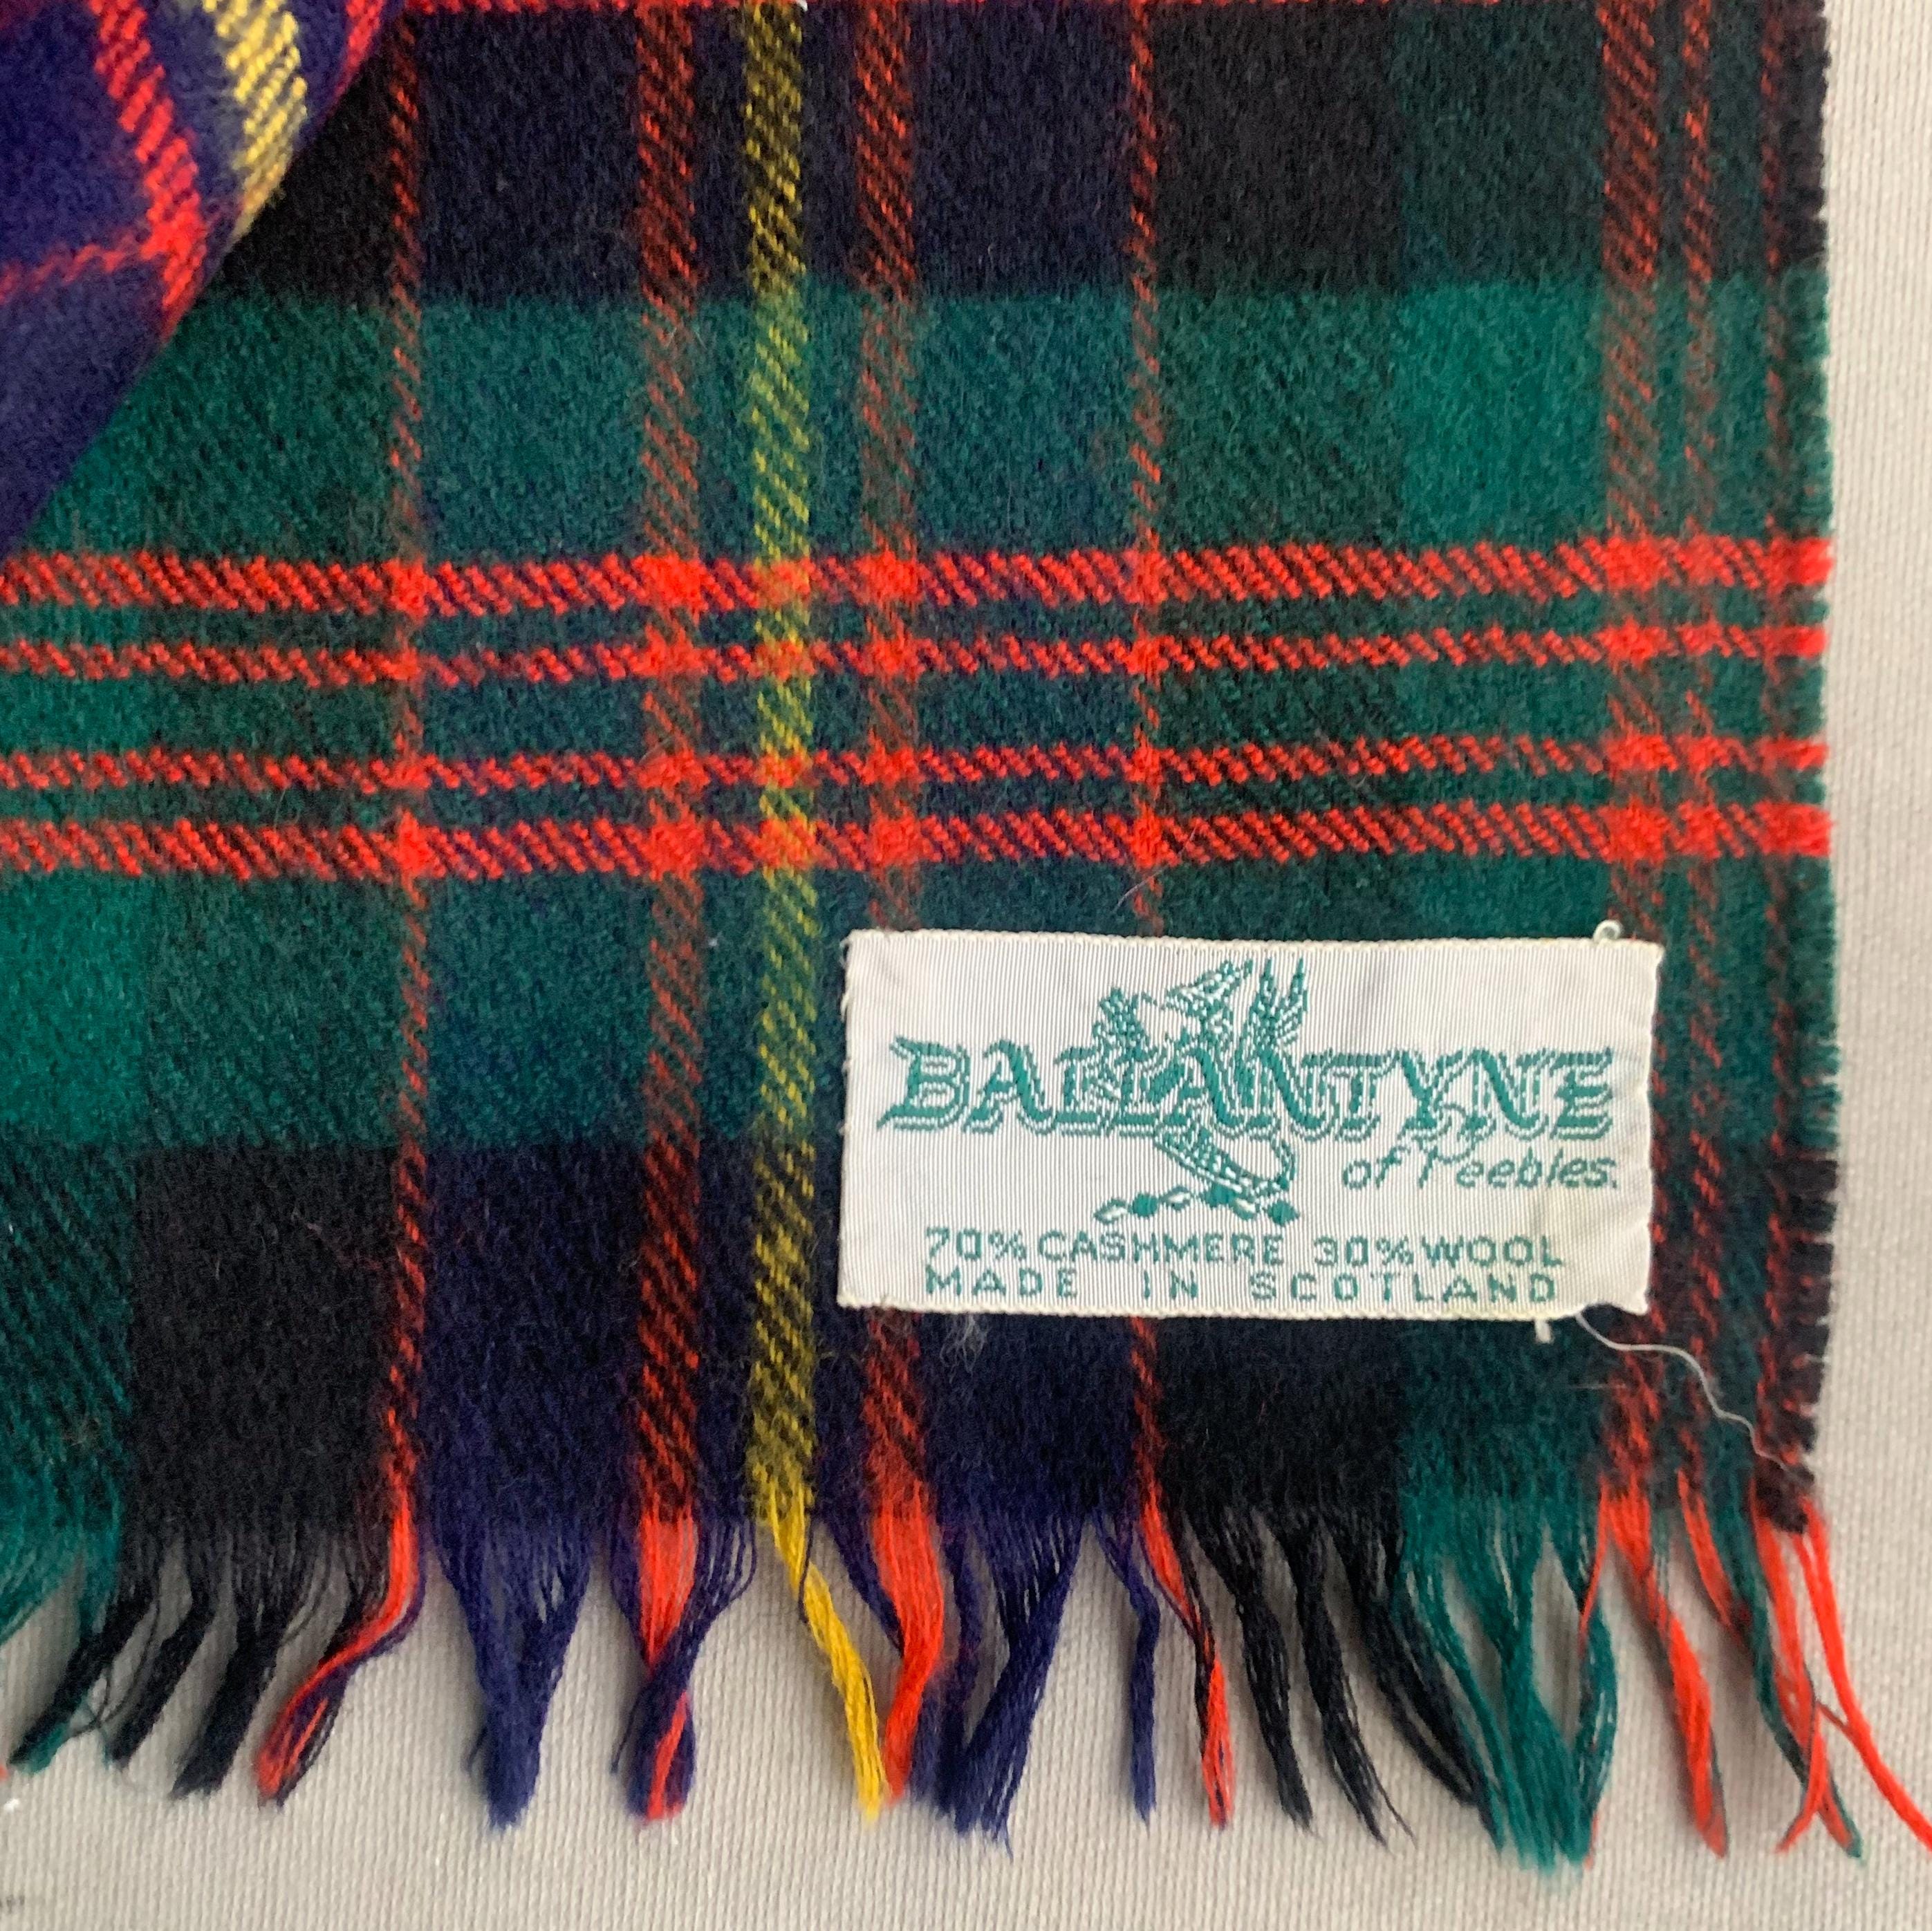 BALLANTYNE
of Peebles.
70% CASHMERE 30% WOOL
MADE IN SCOTLAND